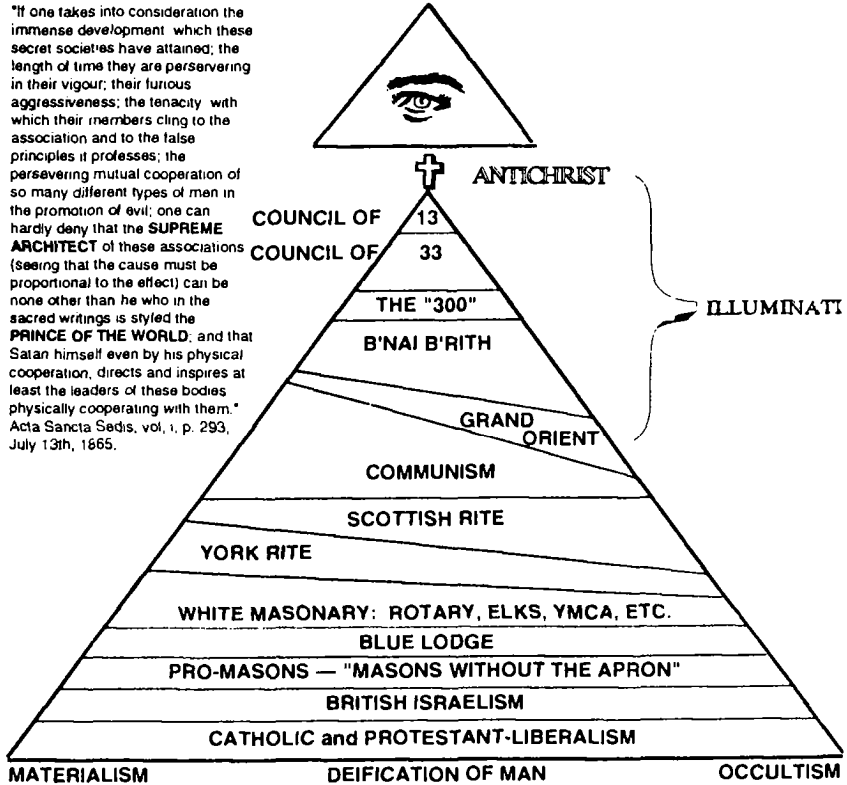 "If one takes into consideration the
immense development which these
secret societies have attained; the
length of time they are perservering
in their vigour; their furious
aggressiveness; the tenacity with
which their members cling to the
association and to the false
principles it professes; the
persevering mutual cooperation of
so many different types of men in
the promotion of evil; one can
hardly deny that the SUPREME
ARCHITECT of these associations
(seeing that the cause must be
proportional to the effect) can be
none other than he who in the
sacred writings is styled the
PRINCE OF THE WORLD; and that
Satan himself even by his physical
cooperation, directs and inspires at
least the leaders of these bodies
physically cooperating with them."
Acta Sancta Sedis, vol, i, p. 293,
July 13th, 1865.
ANTICHRIST
COUNCIL OF 13
COUNCIL OF 33
THE "300"
ILLUMINATI
B'NAI B'RITH
GRAND
ORIENT
COMMUNISM
SCOTTISH RITE
YORK RITE
WHITE MASONARY: ROTARY, ELKS, YMCA, ETC.
BLUE LODGE
PRO-MASONS — "MASONS WITHOUT THE APRON"
BRITISH ISRAELISM
CATHOLIC and PROTESTANT-LIBERALISM
MATERIALISM DEIFICATION OF MAN OCCULTISM